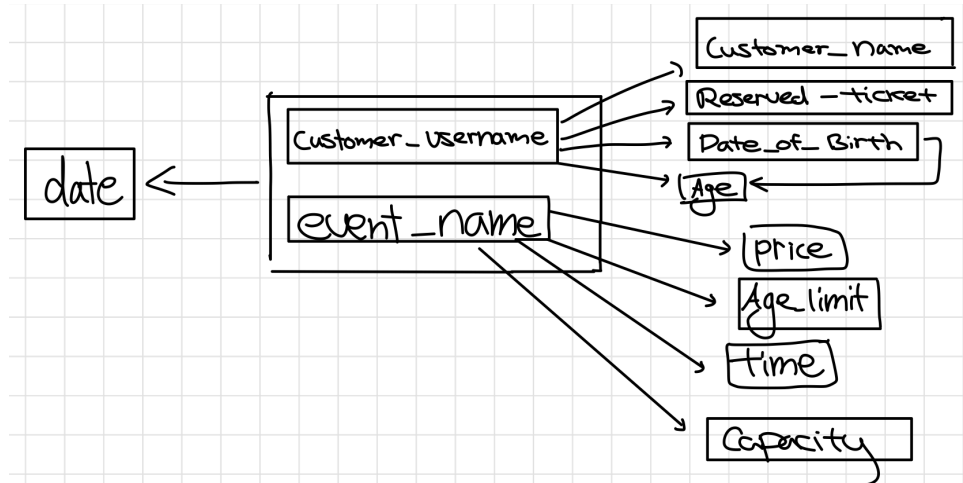 Customer_name
Reserved-ticket
Customer_Username
Date_of_Birth
date
Age
event_name
price
Age_limit
time
Capacity